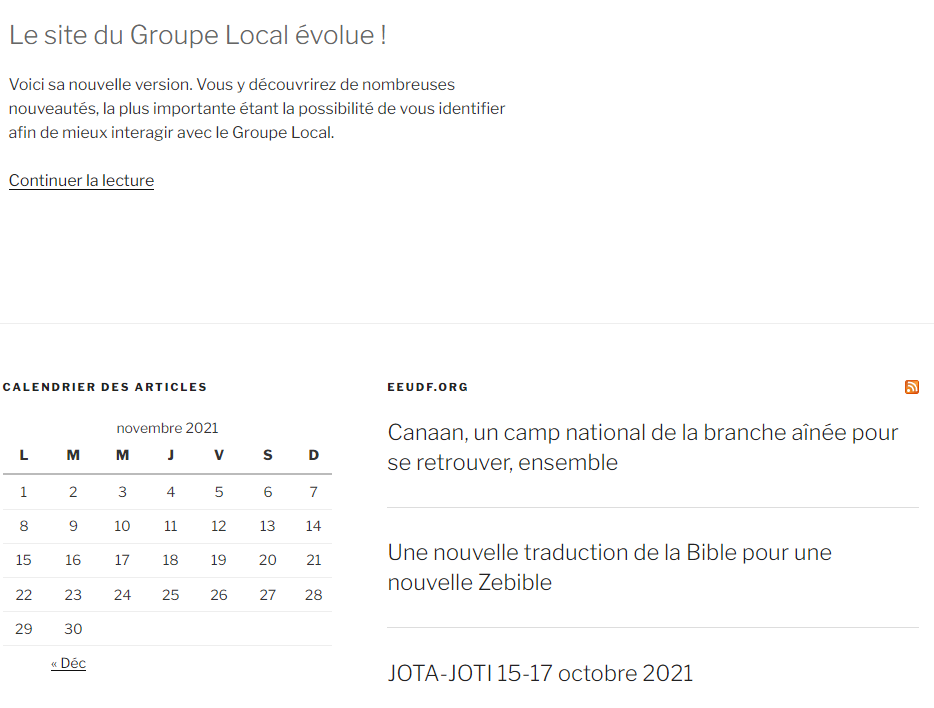 Le site du Groupe Local évolue !
Voici sa nouvelle version. Vous y découvrirez de nombreuses
nouveautés, la plus importante étant la possibilité de vous identifier
afin de mieux interagir avec le Groupe Local.
Continuer la lecture
CALENDRIER DES ARTICLES
novembre 2021
L M M J V S D
1 2 3 4 5 6 7
8 9 10 11 12 13 14
15 16 17 18 19 20 21
22 23 24 25 26 27 28
29 30
« Déc
EEUDF.ORG
Canaan, un camp national de la branche aînée pour
se retrouver, ensemble
Une nouvelle traduction de la Bible pour une
nouvelle Zebible
JOTA-JOTI 15-17 octobre 2021